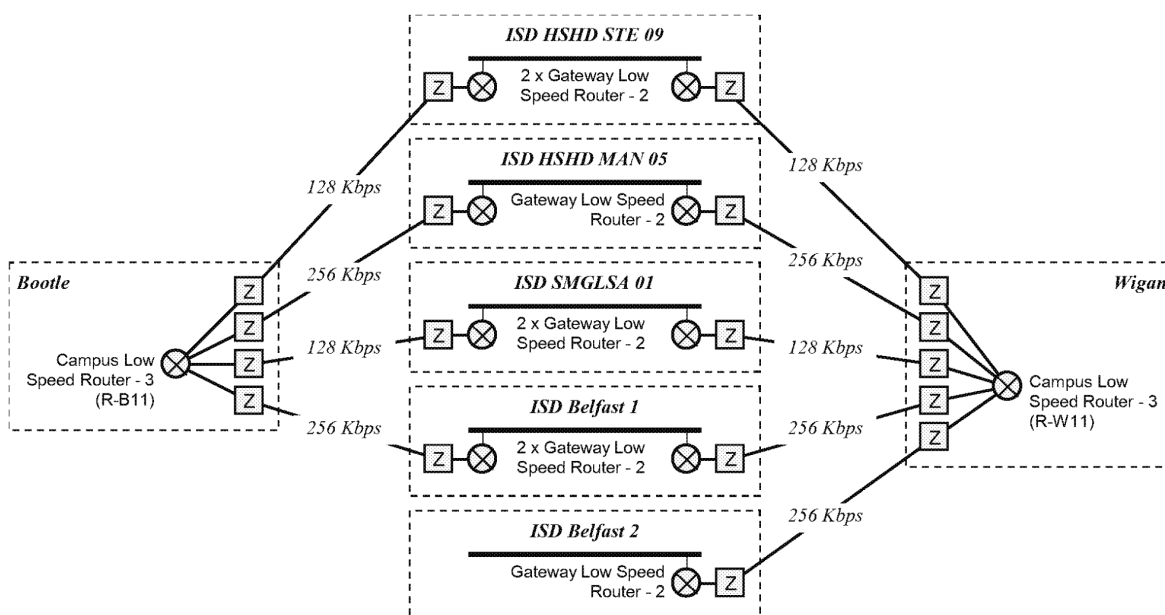 ISD HSHD STE 09
Z
2 x Gateway Low
Speed Router - 2
Z
128 Kbps
128 Kbps
ISD HSHD MAN 05
Z
Gateway Low Speed
Router - 2
Z
256 Kbps
256 Kbps
Bootle
Z
Z
Z
Z
Campus Low
Speed Router - 3
(R-B11)
ISD SMGLSA 01
Z
2 x Gateway Low
Speed Router - 2
Z
128 Kbps
128 Kbps
Wigan
Z
Z
Z
Z
Z
Campus Low
Speed Router - 3
(R-W11)
ISD Belfast 1
Z
2 x Gateway Low
Speed Router - 2
Z
256 Kbps
256 Kbps
ISD Belfast 2
Gateway Low Speed
Router - 2
Z
256 Kbps